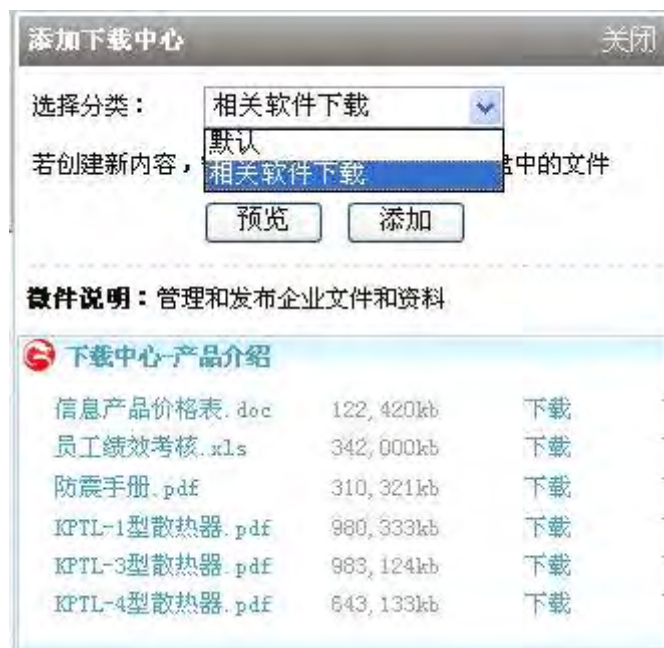 添加下载中心 关闭
选择分类： 相关软件下载
默认
相关软件下载
若创建新内容， 中的文件
预览 添加
微件说明：管理和发布企业文件和资料
下载中心-产品介绍
信息产品价格表.doc 122,420kb 下载
员工绩效考核.xls 342,000kb 下载
防震手册.pdf 310,321kb 下载
KPTL-1型散热器.pdf 980,333kb 下载
KPTL-3型散热器.pdf 983,124kb 下载
KPTL-4型散热器.pdf 643,133kb 下载